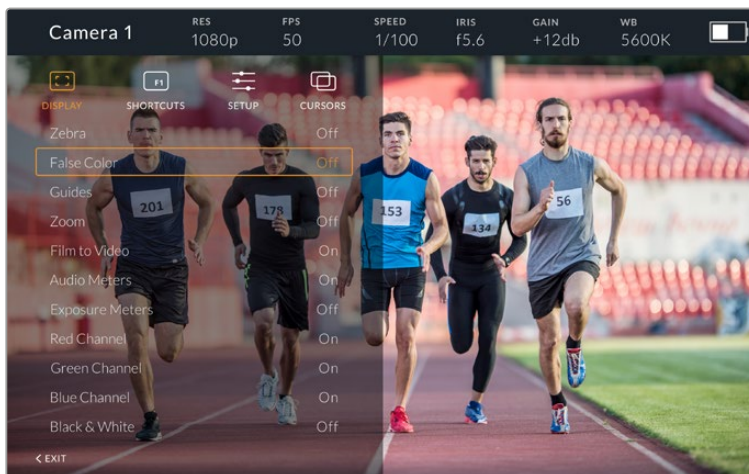 Camera 1
RES FPS SPEED IRIS GAIN WB
1080p 50 1/100 f5.6 +12db 5600K
F1
DISPLAY SHORTCUTS SETUP CURSORS
Zebra Off
False Color Off
Guides Off
Zoom Off
Film to Video On
Audio Meters On
Exposure Meters Off
Red Channel On
Green Channel On
Blue Channel On
Black & White Off
< EXIT
201
178
153
134
56